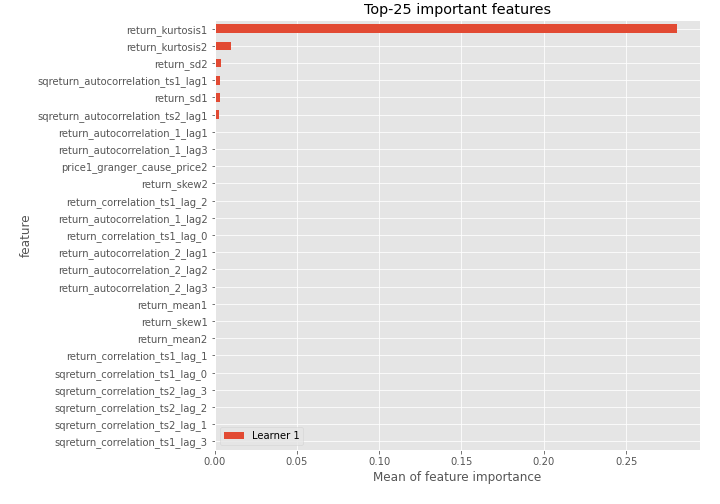 Top-25 important features
return_kurtosis1
return_kurtosis2
return_sd2
sqreturn_autocorrelation_ts1_lag1
return_sd1
sqreturn_autocorrelation_ts2_lag1
return_autocorrelation_1_lag1
return_autocorrelation_1_lag3
price1_granger_cause_price2
return_skew2
return_correlation_ts1_lag_2
return_autocorrelation_1_lag2
return_correlation_ts1_lag_0
return_autocorrelation_2_lag1
return_autocorrelation_2_lag2
return_autocorrelation_2_lag3
return_mean1
return_skew1
return_mean2
return_correlation_ts1_lag_1
sqreturn_correlation_ts1_lag_0
sqreturn_correlation_ts2_lag_3
sqreturn_correlation_ts2_lag_2
sqreturn_correlation_ts2_lag_1
sqreturn_correlation_ts1_lag_3
feature
Learner 1
0.00 0.05 0.10 0.15 0.20 0.25
Mean of feature importance